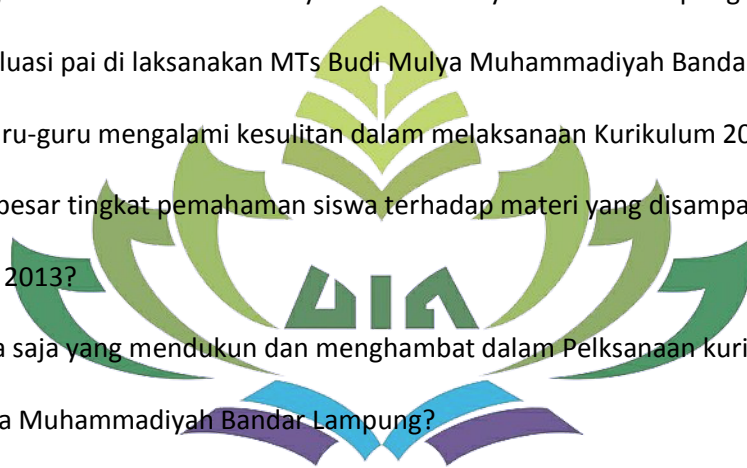 luasi pai di laksanakan MTs Budi Mulya Muhammadiyah Banda
ru-guru mengalami kesulitan dalam melaksanaan Kurikulum 20
besar tingkat pemahaman siswa terhadap materi yang disampa
2013?
UIN
a saja yang mendukun dan menghambat dalam Pelksanaan kuri
a Muhammadiyah Bandar Lampung?